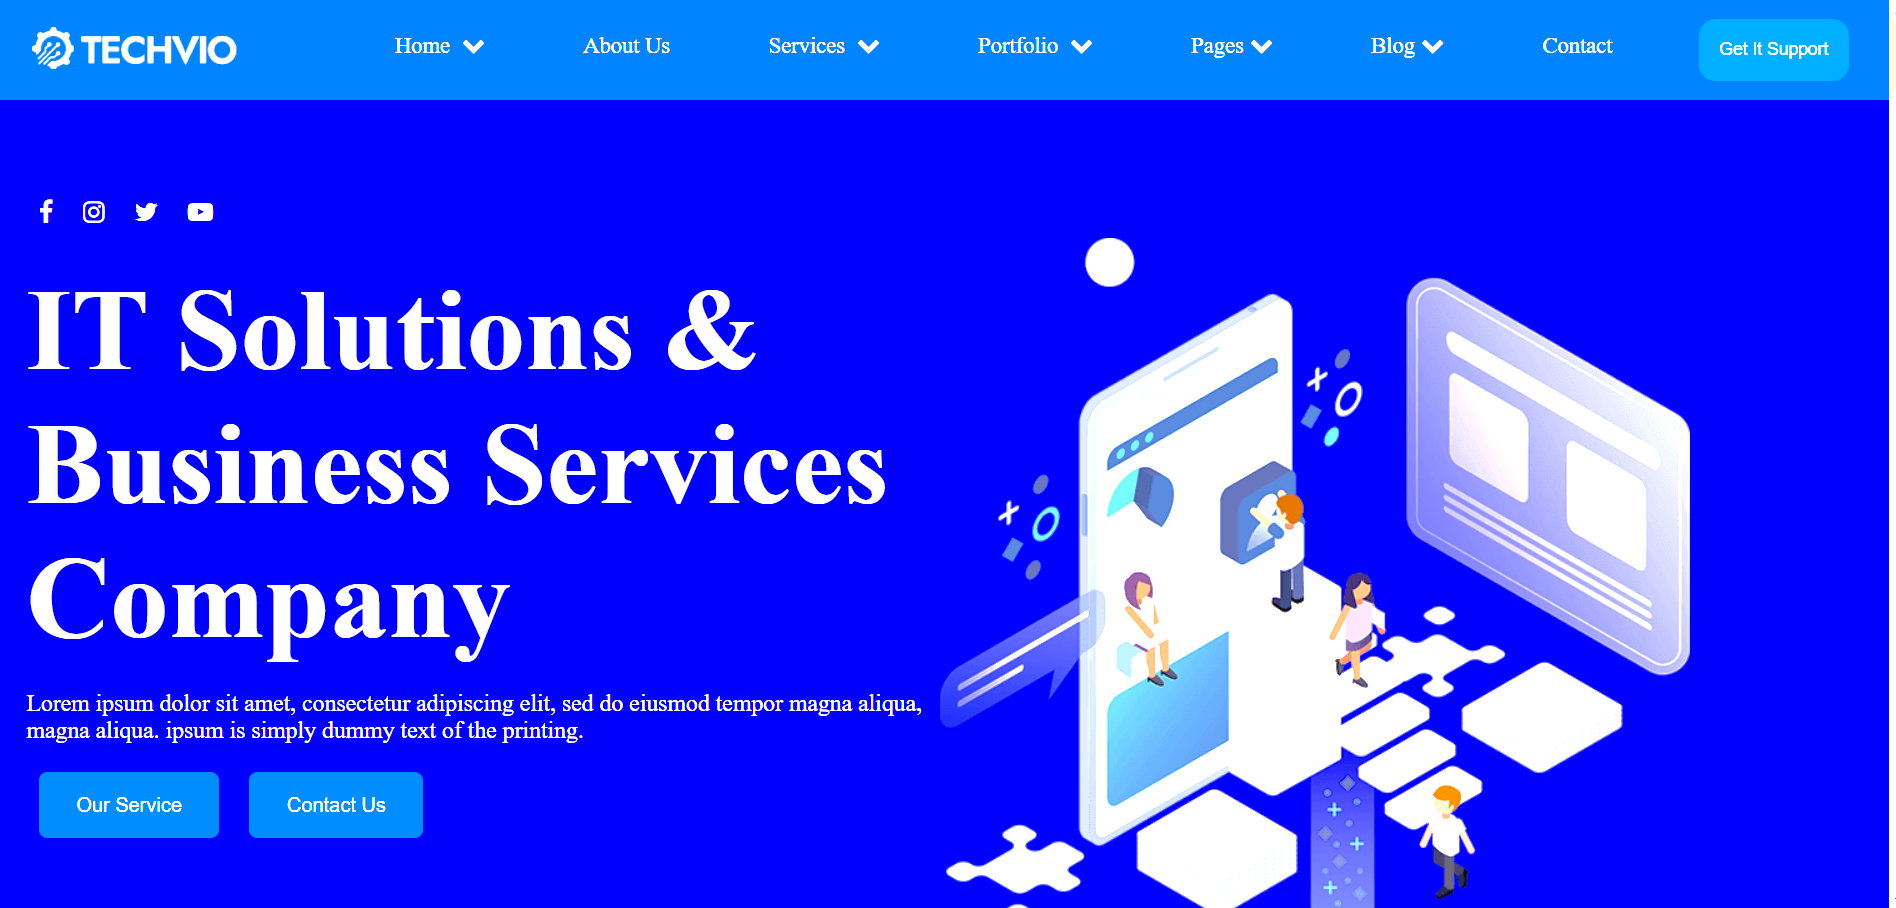 TECHVIO
Home
About Us
Services
Portfolio
Pages
Blog
Contact
Get It Support
IT Solutions &
Business Services
Company
Lorem ipsum dolor sit amet, consectetur adipiscing elit, sed do eiusmod tempor magna aliqua,
magna aliqua. ipsum is simply dummy text of the printing.
Our Service
Contact Us